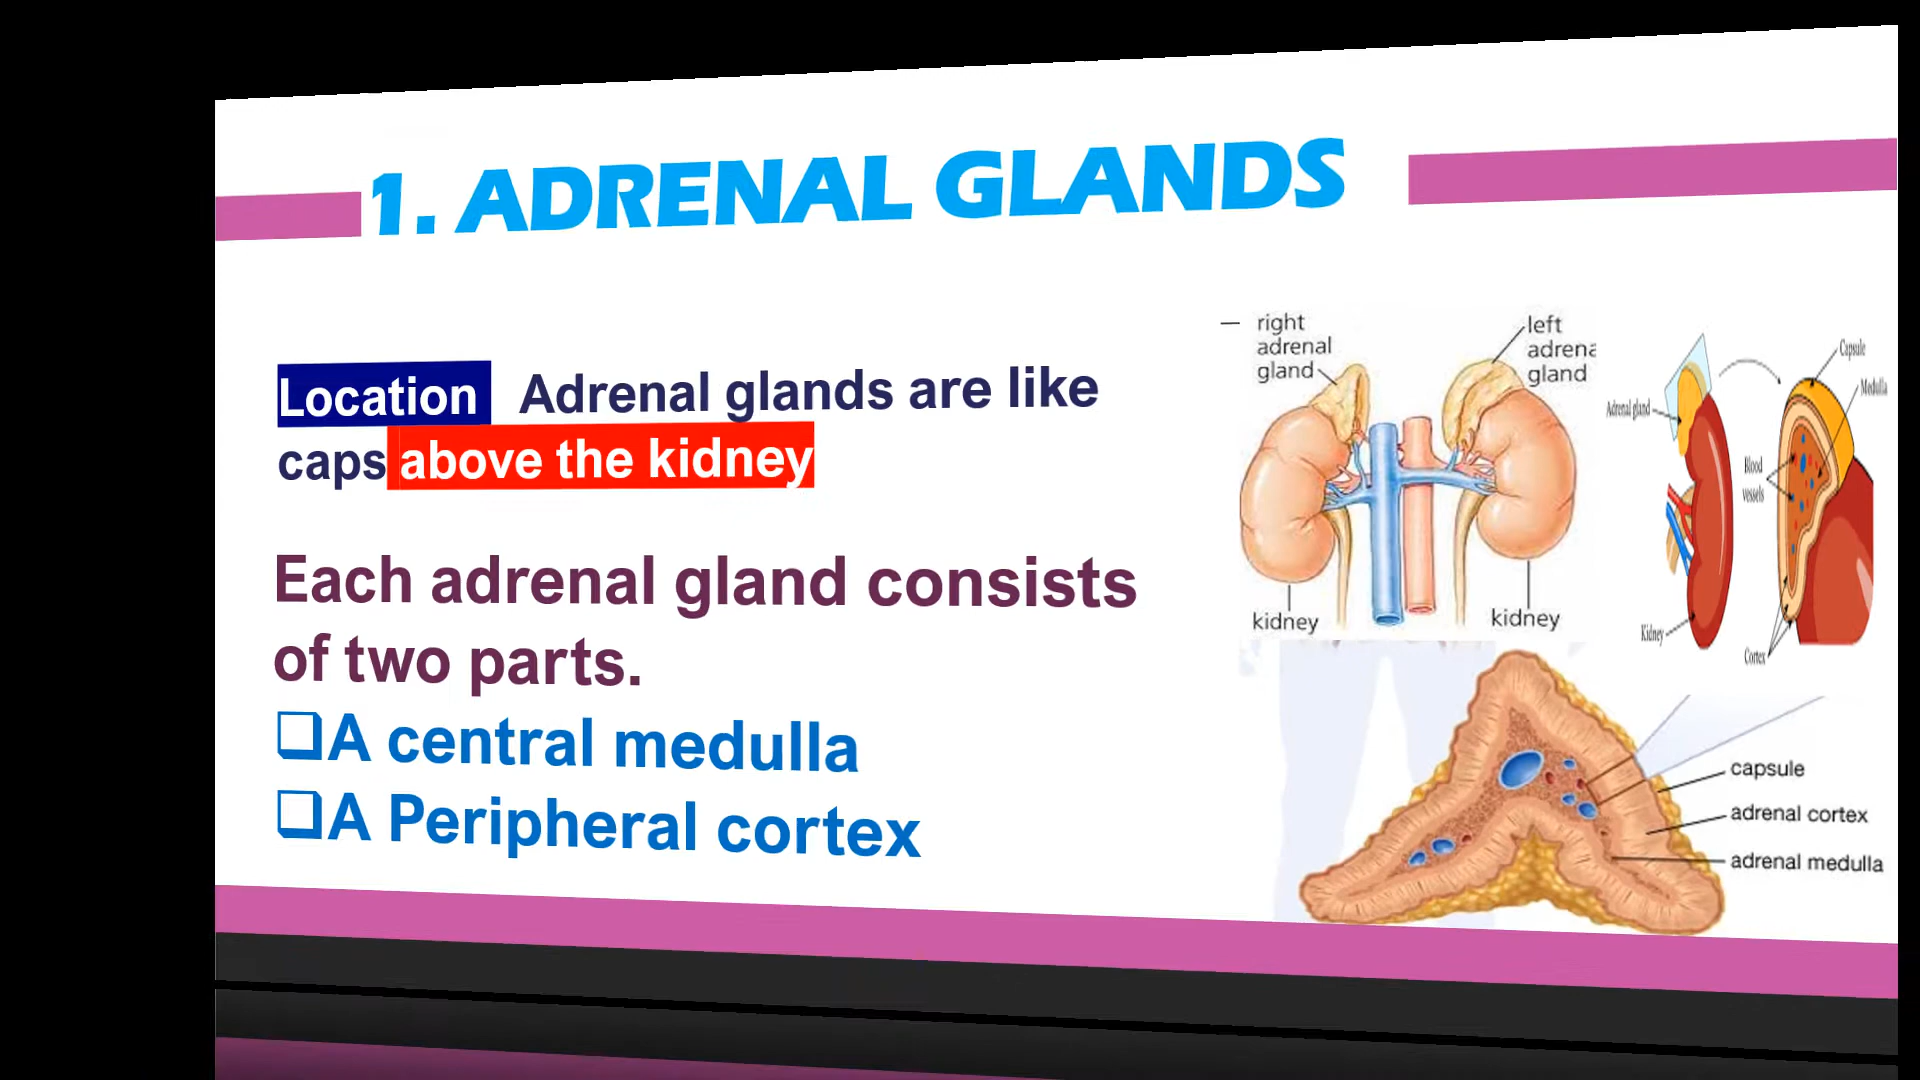 1. ADRENAL GLANDS
Location Adrenal glands are like
caps above the kidney
Each adrenal gland consists
of two parts.
❑A central medulla
❑A Peripheral cortex
right
adrenal
gland
left
adrena
gland
kidney
kidney
Capsule
Medulla
Adrenal gland
Blood
vessels
Kidney
Cortex
capsule
adrenal cortex
adrenal medulla